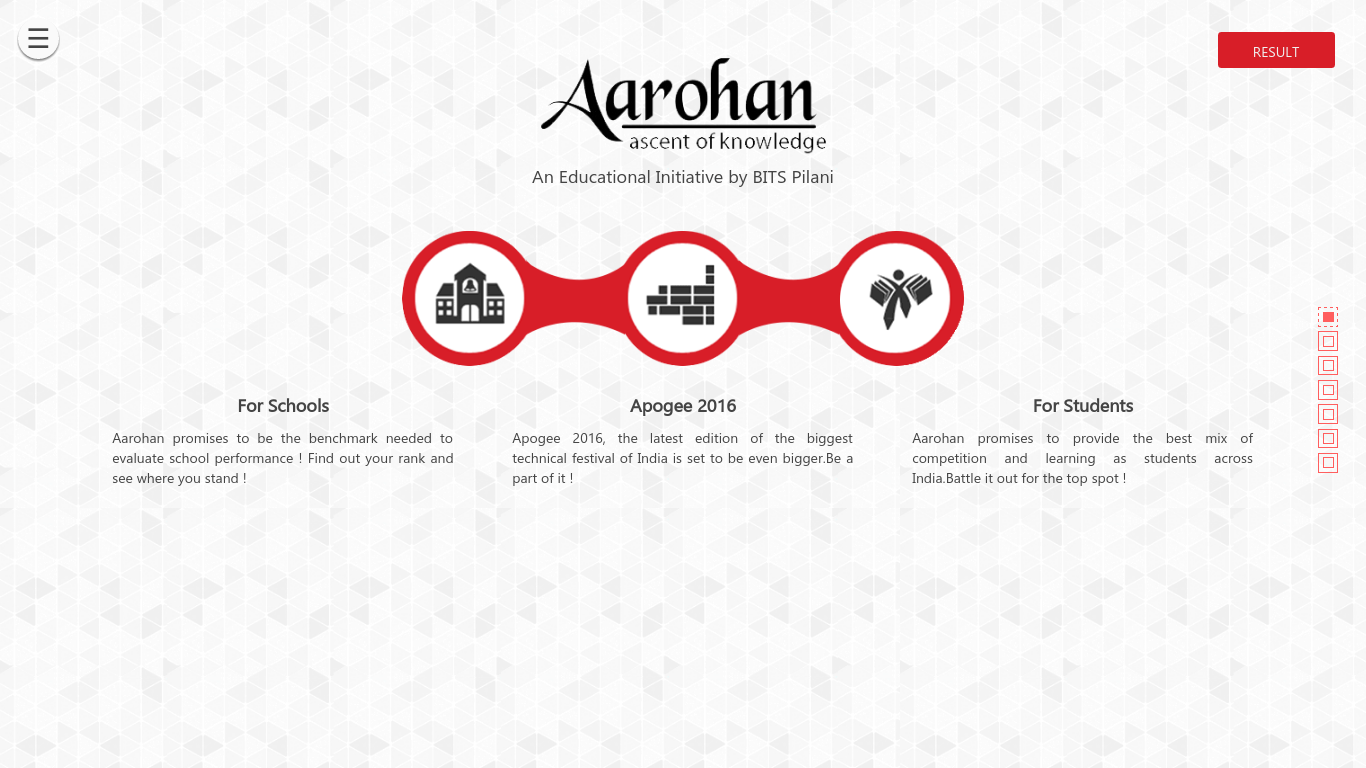 RESULT
Aarohan
ascent of knowledge
An Educational Initiative by BITS Pilani
For Schools
Aarohan promises to be the benchmark needed to
evaluate school performance ! Find out your rank and
see where you stand !
Apogee 2016
Apogee 2016, the latest edition of the biggest
technical festival of India is set to be even bigger.Be a
part of it !
For Students
Aarohan promises to provide the best mix of
competition and learning as students across
India.Battle it out for the top spot !